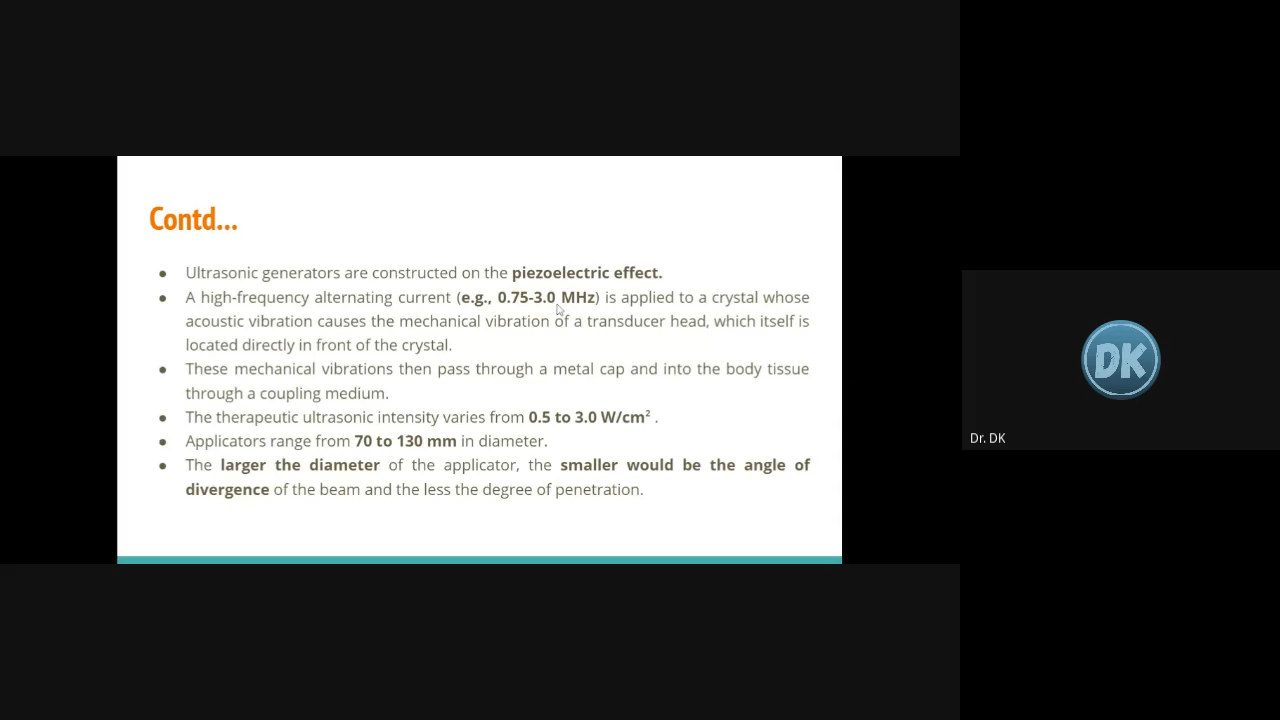 Contd...
● Ultrasonic generators are constructed on the piezoelectric effect.
● A high-frequency alternating current (e.g., 0.75-3.0 MHz) is applied to a crystal whose
acoustic vibration causes the mechanical vibration of a transducer head, which itself is
located directly in front of the crystal.
● These mechanical vibrations then pass through a metal cap and into the body tissue
through a coupling medium.
● The therapeutic ultrasonic intensity varies from 0.5 to 3.0 W/cm² .
● Applicators range from 70 to 130 mm in diameter.
● The larger the diameter of the applicator, the smaller would be the angle of
divergence of the beam and the less the degree of penetration.
DK
Dr. DK